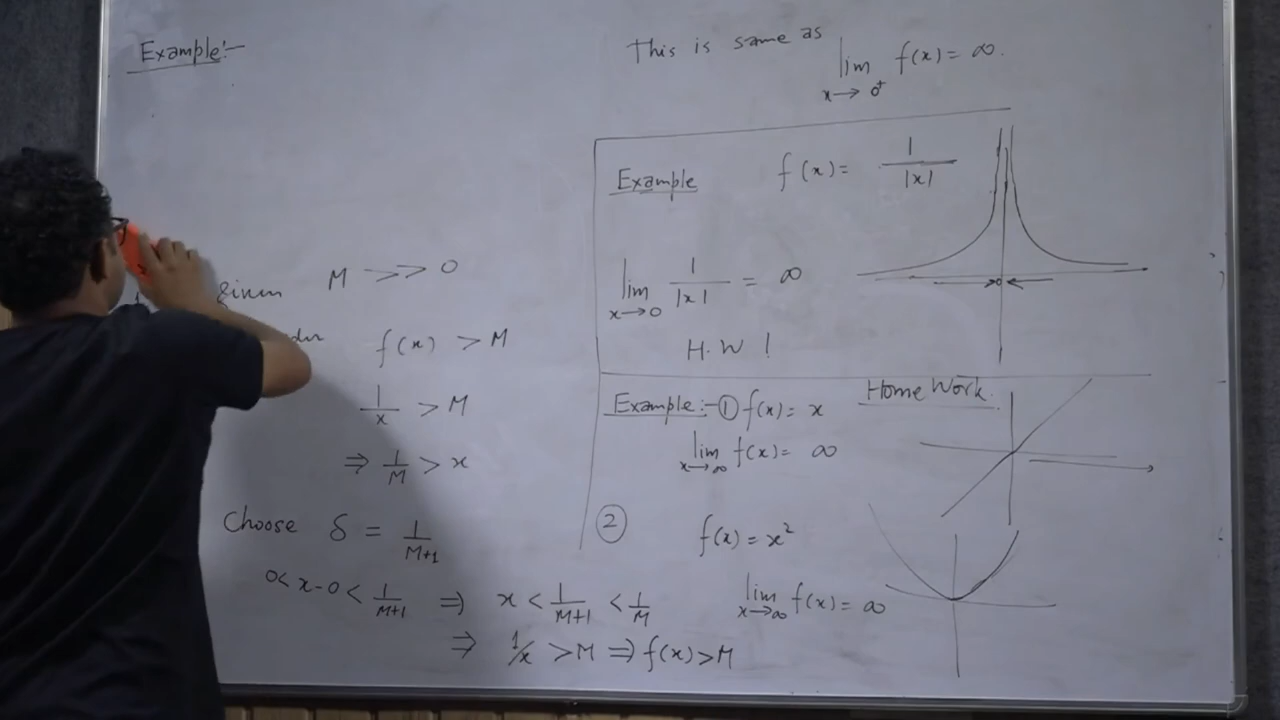 Example:-
given M >> 0
f(x) > M
1/x > M
⇒ 1/M > x
Choose δ = 1/M+1
0< x-0 < 1/M+1 ⇒ x < 1/M+1 < 1/M
⇒ 1/x > M ⇒ f(x) > M
This is same as
lim x→0⁺ f(x) = ∞.
Example f(x) = 1/|x|
lim x→0 1/|x| = ∞
H.W !
Home Work.
Example:- ① f(x) = x
lim x→∞ f(x) = ∞
② f(x) = x²
lim x→∞ f(x) = ∞